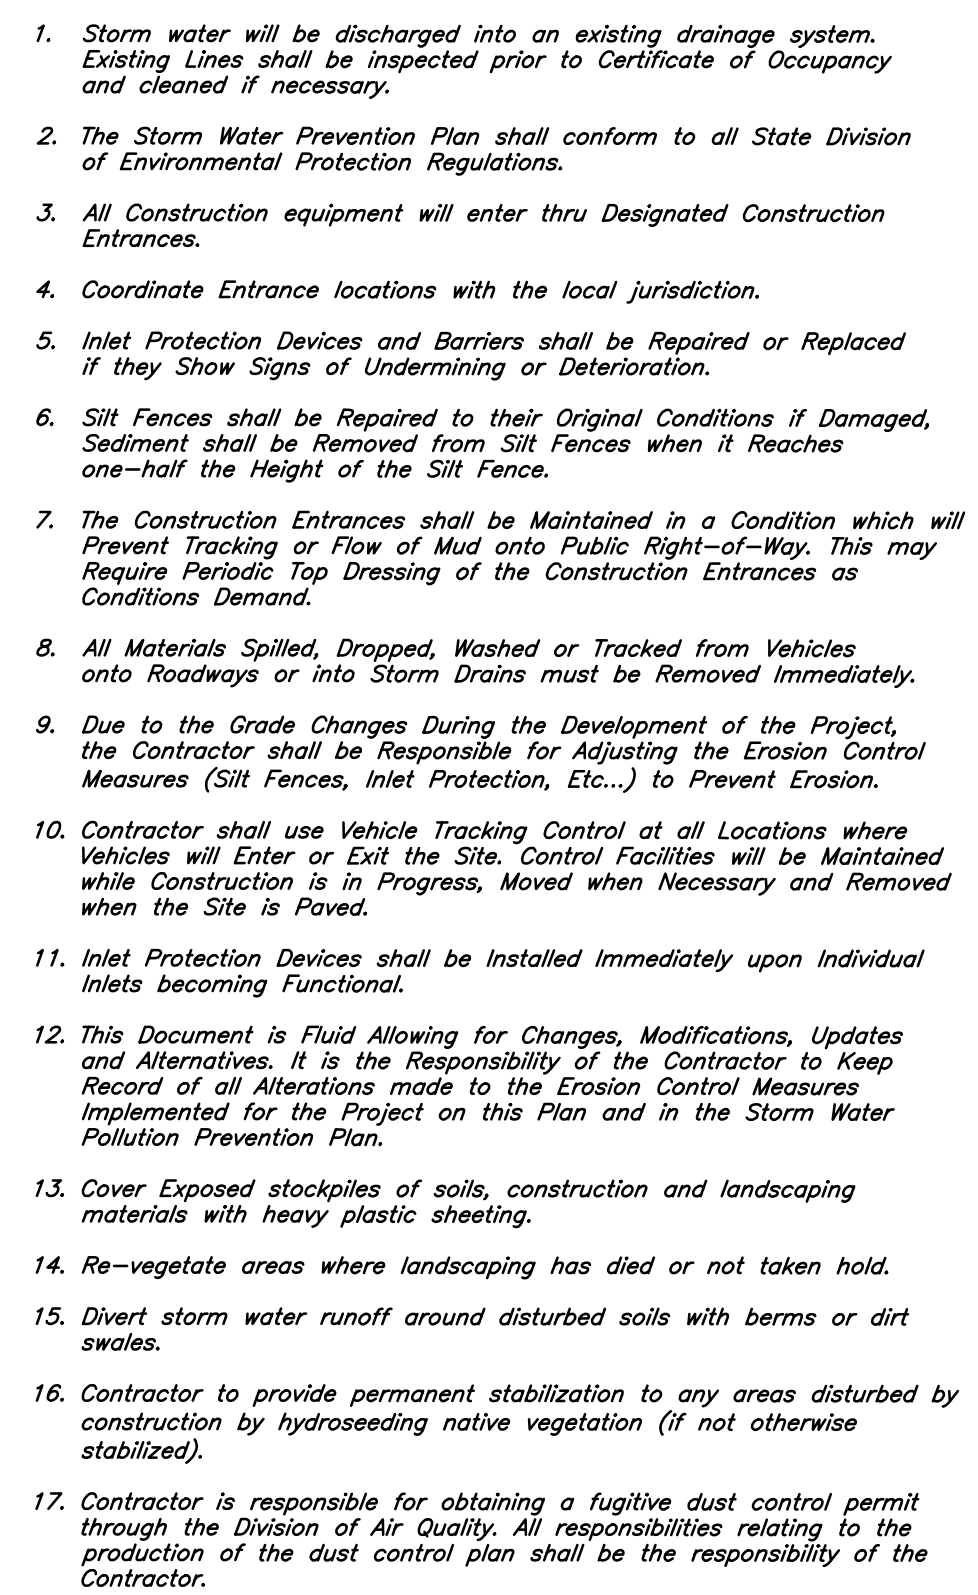 1. Storm water will be discharged into an existing drainage system.
Existing Lines shall be inspected prior to Certificate of Occupancy
and cleaned if necessary.
2. The Storm Water Prevention Plan shall conform to all State Division
of Environmental Protection Regulations.
3. All Construction equipment will enter thru Designated Construction
Entrances.
4. Coordinate Entrance locations with the local jurisdiction.
5. Inlet Protection Devices and Barriers shall be Repaired or Replaced
if they Show Signs of Undermining or Deterioration.
6. Silt Fences shall be Repaired to their Original Conditions if Damaged,
Sediment shall be Removed from Silt Fences when it Reaches
one-half the Height of the Silt Fence.
7. The Construction Entrances shall be Maintained in a Condition which will
Prevent Tracking or Flow of Mud onto Public Right-of-Way. This may
Require Periodic Top Dressing of the Construction Entrances as
Conditions Demand.
8. All Materials Spilled, Dropped, Washed or Tracked from Vehicles
onto Roadways or into Storm Drains must be Removed Immediately.
9. Due to the Grade Changes During the Development of the Project,
the Contractor shall be Responsible for Adjusting the Erosion Control
Measures (Silt Fences, Inlet Protection, Etc...) to Prevent Erosion.
10. Contractor shall use Vehicle Tracking Control at all Locations where
Vehicles will Enter or Exit the Site. Control Facilities will be Maintained
while Construction is in Progress, Moved when Necessary and Removed
when the Site is Paved.
11. Inlet Protection Devices shall be Installed Immediately upon Individual
Inlets becoming Functional.
12. This Document is Fluid Allowing for Changes, Modifications, Updates
and Alternatives. It is the Responsibility of the Contractor to Keep
Record of all Alterations made to the Erosion Control Measures
Implemented for the Project on this Plan and in the Storm Water
Pollution Prevention Plan.
13. Cover Exposed stockpiles of soils, construction and landscaping
materials with heavy plastic sheeting.
14. Re-vegetate areas where landscaping has died or not taken hold.
15. Divert storm water runoff around disturbed soils with berms or dirt
swales.
16. Contractor to provide permanent stabilization to any areas disturbed by
construction by hydroseeding native vegetation (if not otherwise
stabilized).
17. Contractor is responsible for obtaining a fugitive dust control permit
through the Division of Air Quality. All responsibilities relating to the
production of the dust control plan shall be the responsibility of the
Contractor.